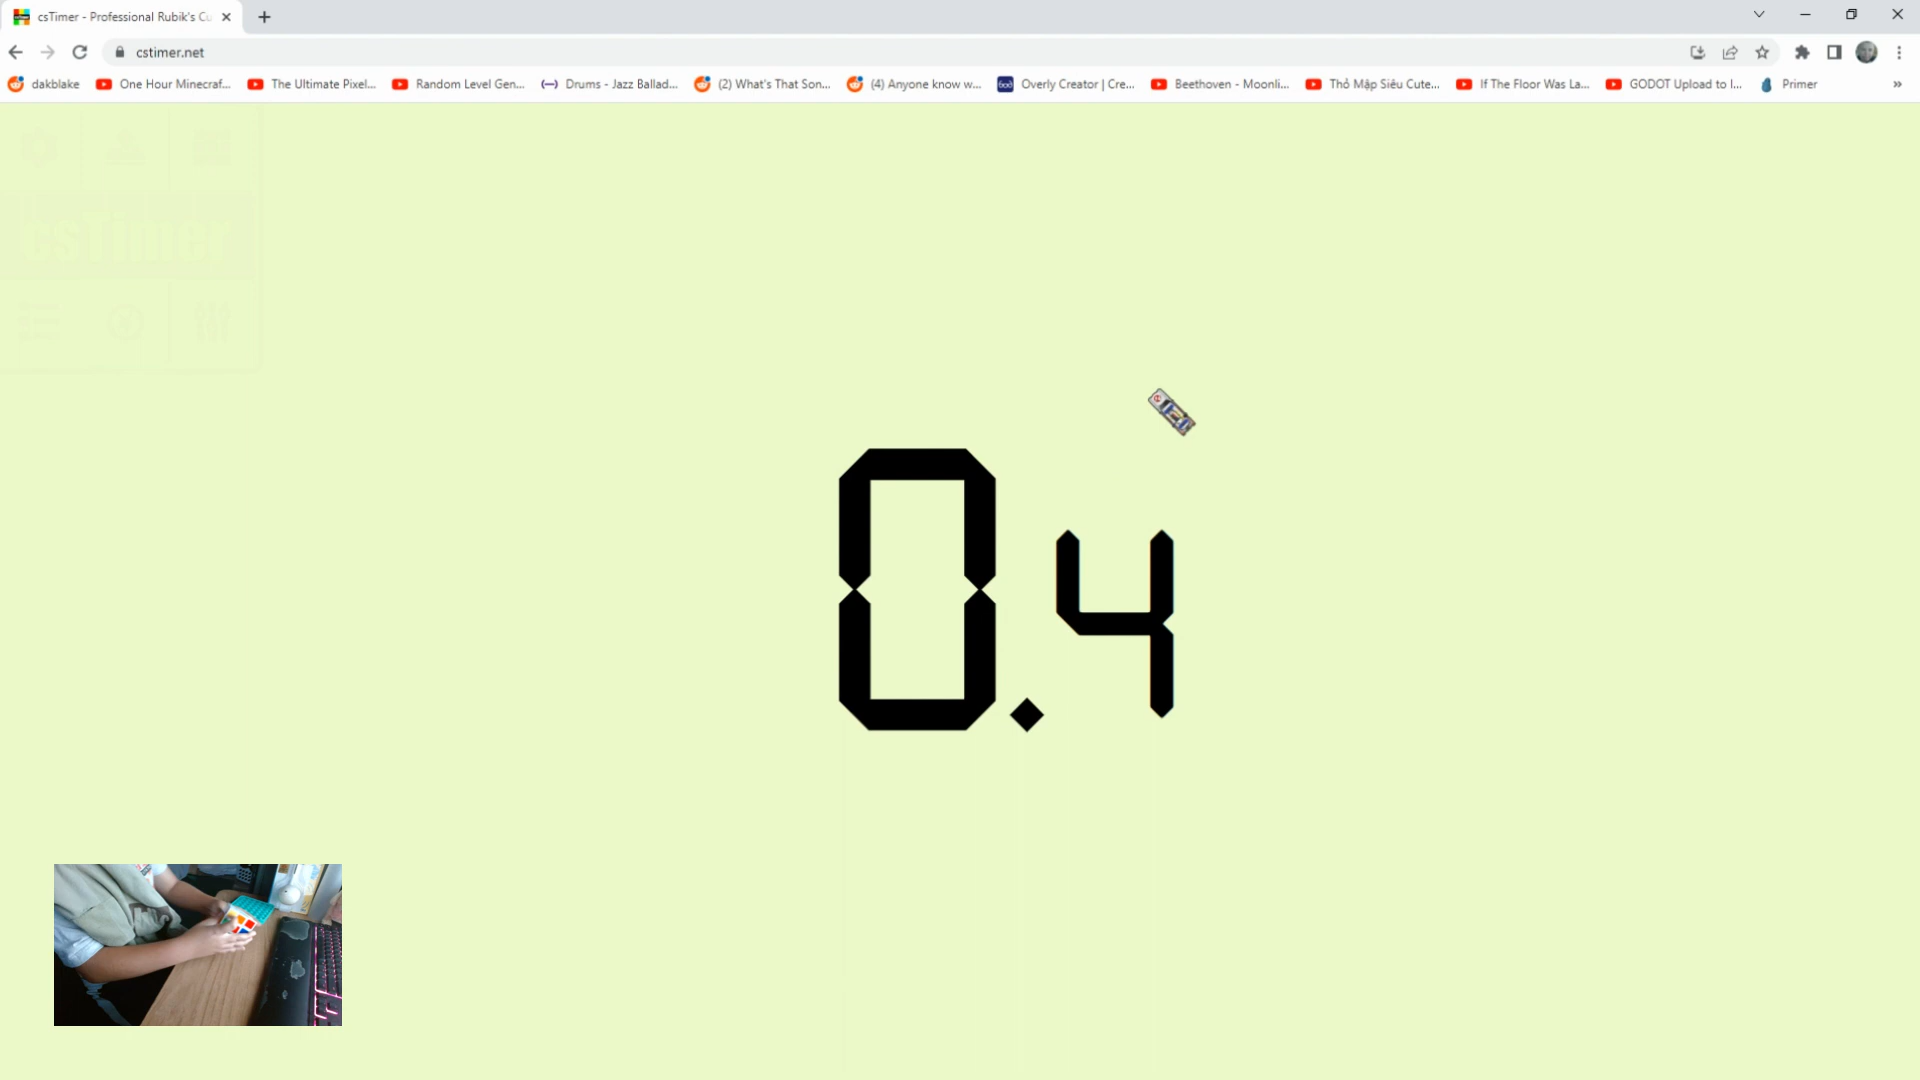 csTimer - Professional Rubik's Cu
cstimer.net
dakblake
One Hour Minecraf...
The Ultimate Pixel...
Random Level Gen...
Drums - Jazz Ballad...
(2) What's That Son...
(4) Anyone know w...
Overly Creator | Cre...
Beethoven - Moonli...
Thỏ Mập Siêu Cute...
If The Floor Was La...
GODOT Upload to I...
Primer
»
csTimer
0.4